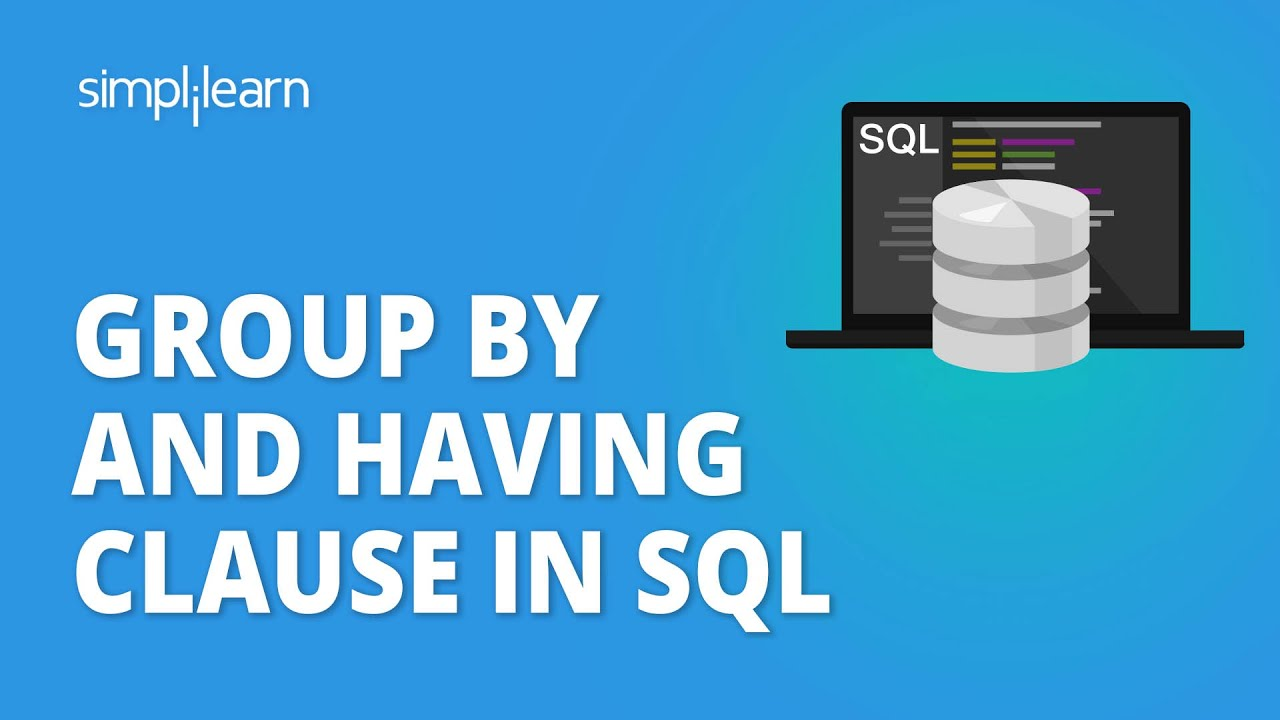 simplilearn
SQL
GROUP BY
AND HAVING
CLAUSE IN SQL